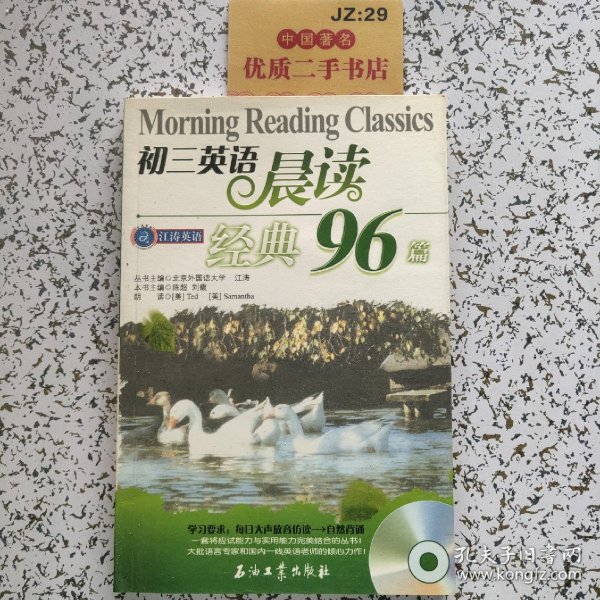 JZ:29
中国著名
优质二手书店
Morning Reading Classics
初三英语晨读
江涛英语
经典96篇
丛书主编◎北京外国语大学 江涛
本书主编◎陈超 刘巍
朗 读◎[美] Ted [美] Samantha
学习要求:每日大声放音仿读→自然背诵
一套将应试能力与实用能力完美结合的丛书!
大批语言专家和国内一线英语老师的倾心力作!
石油工业出版社
孔夫子旧书网
www.kongfz.com